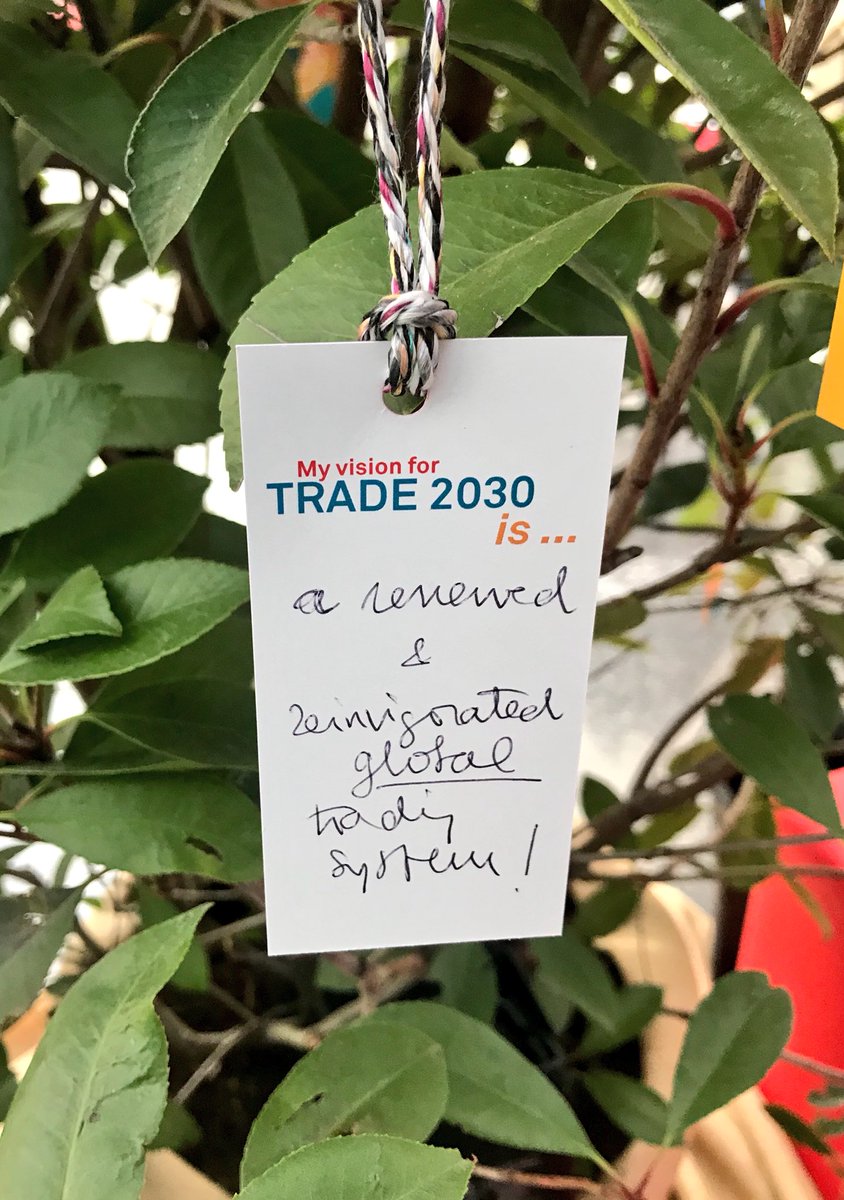 My vision for
TRADE 2030
is ...
a renewed
&
reinvigorated
global
trading
system!